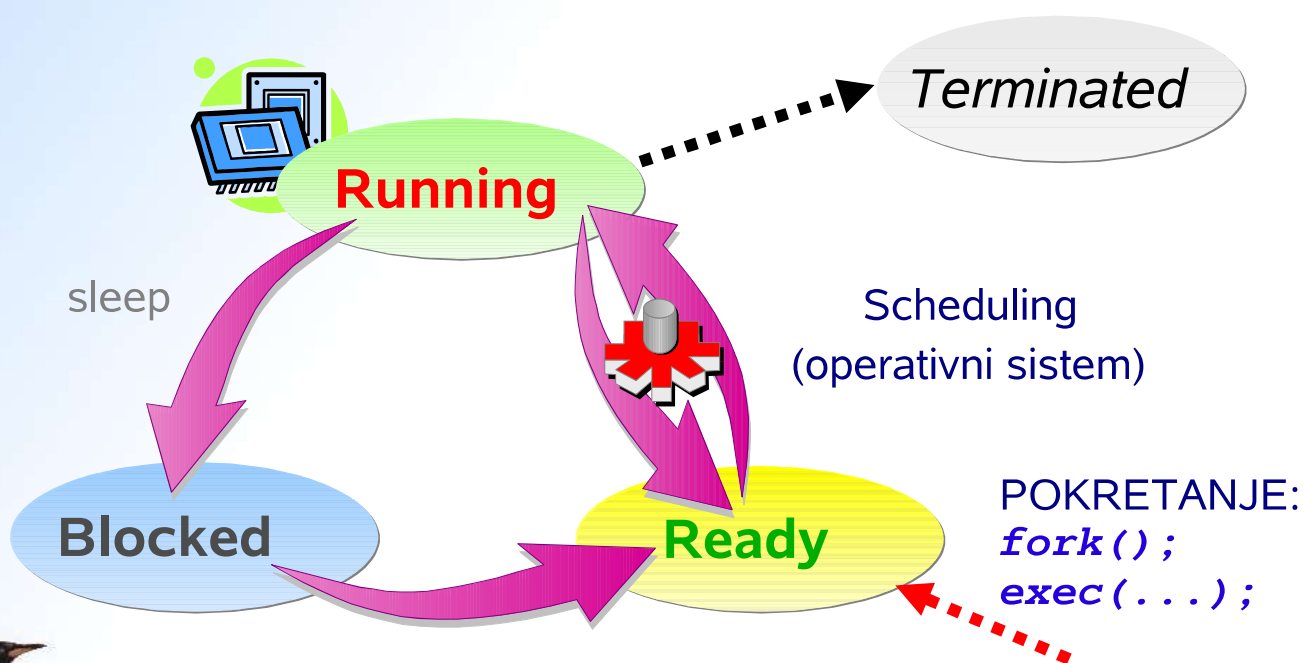 Terminated
Running
sleep
Scheduling
(operativni sistem)
Blocked
Ready
POKRETANJE:
fork();
exec(...);